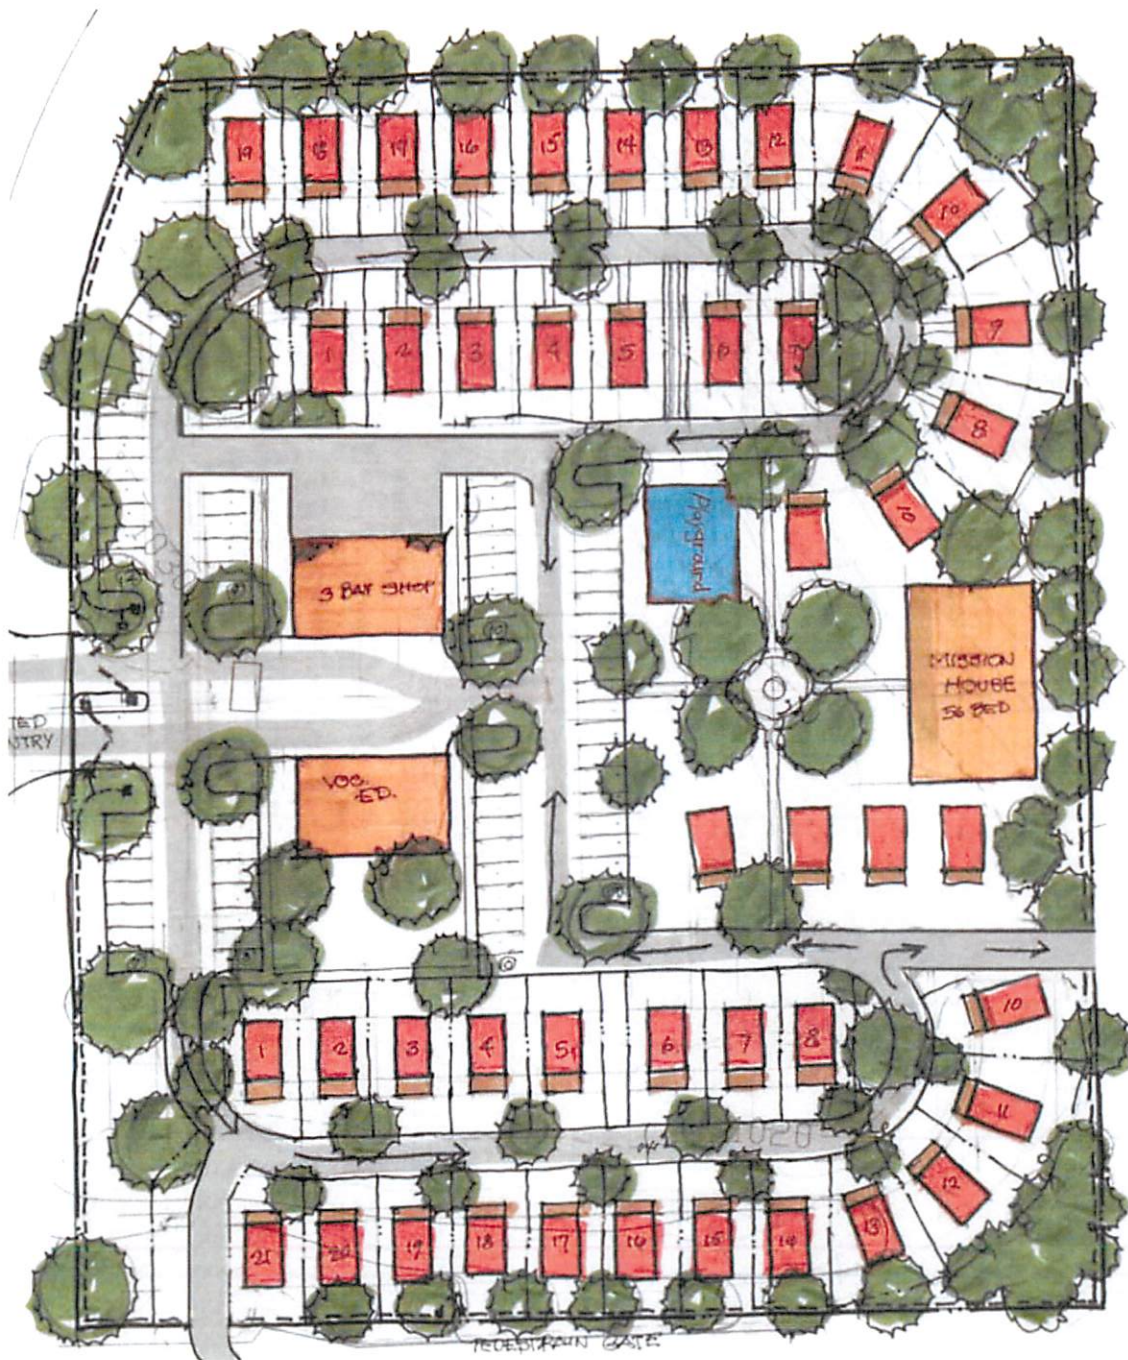 19 18 17 16 15 14 13 12 11
10
1 2 3 4 5 6 7
9
8
10
Playground
3 BAY SHOP
MISSION
HOUSE
56 BED
TED
NTRY
VOC.
ED.
1 2 3 4 5 6 7 8
10
11
1020
12
21 20 19 18 17 16 15 14 13
PEDESTRAIN GATE